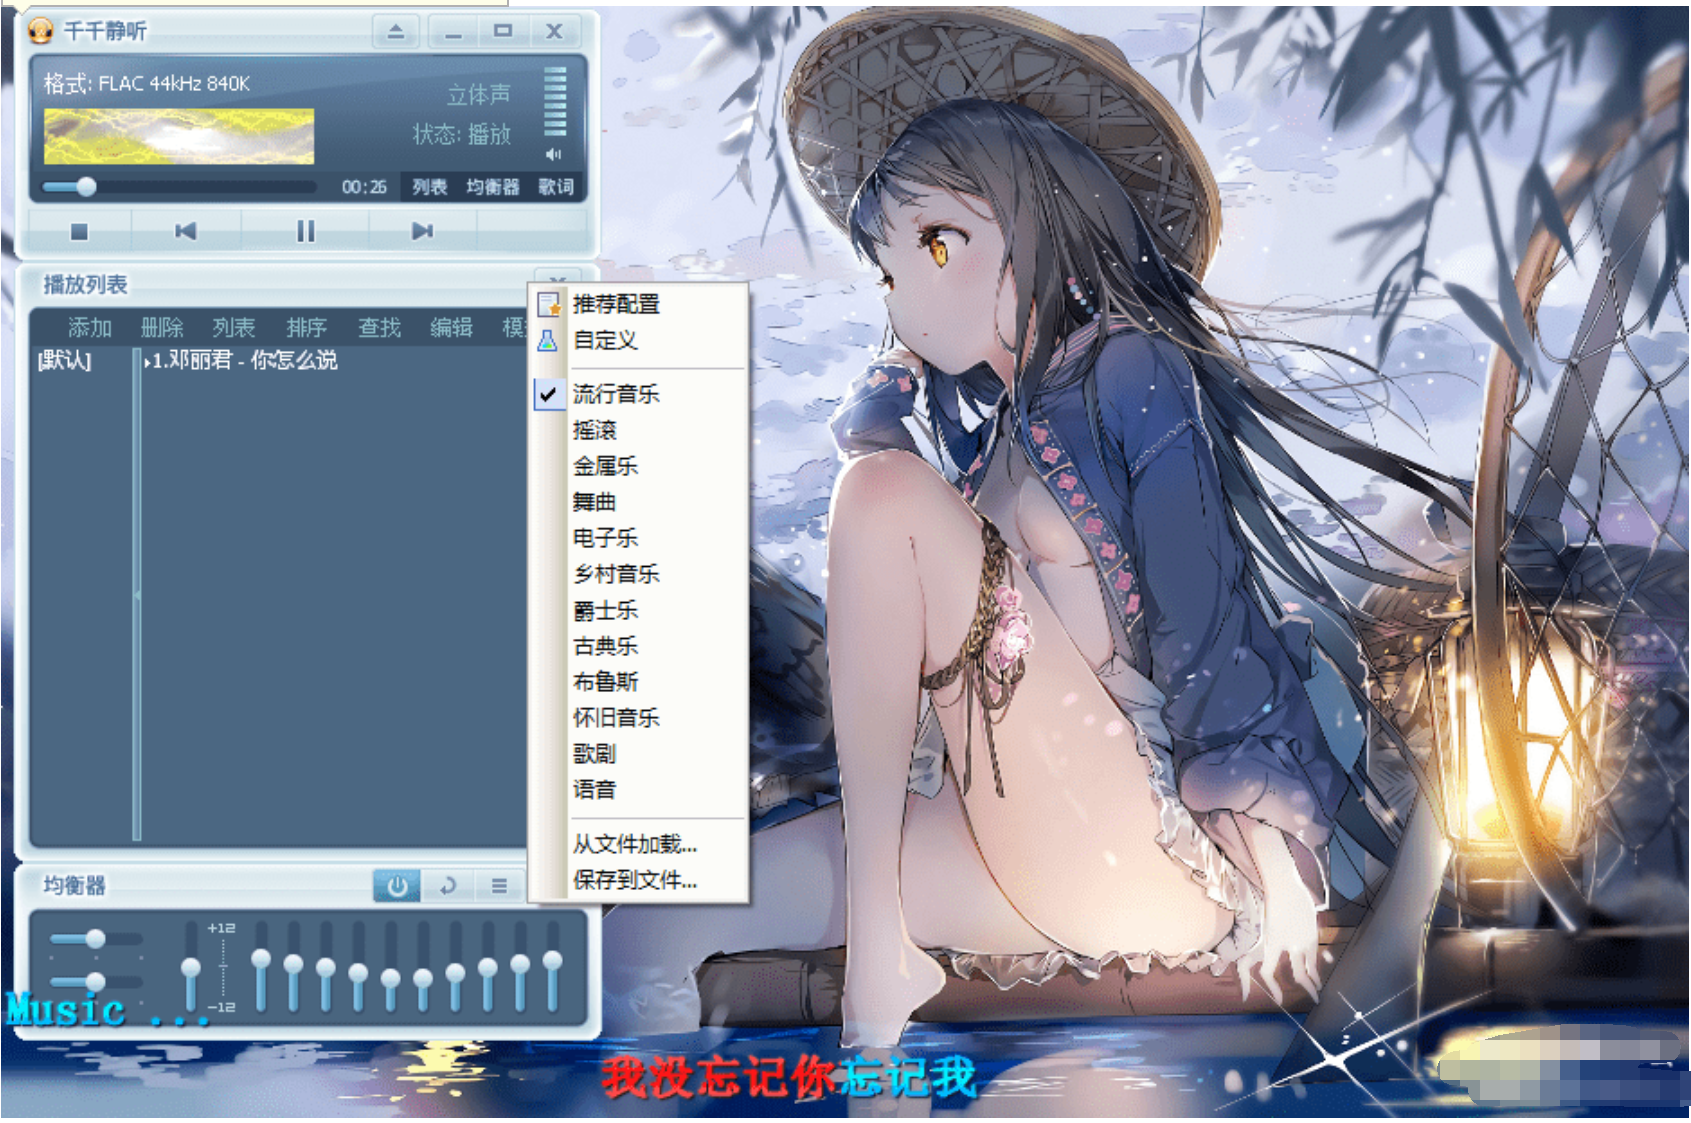 千千静听
格式: FLAC 44kHz 840K
立体声
状态: 播放
00:26 列表 均衡器 歌词
播放列表
添加 删除 列表 排序 查找 编辑
[默认]
1.邓丽君 - 你怎么说
推荐配置
自定义
流行音乐
摇滚
金属乐
舞曲
电子乐
乡村音乐
爵士乐
古典乐
布鲁斯
怀旧音乐
歌剧
语音
从文件加载...
保存到文件...
均衡器
+12
-12
Music ...
我没忘记你忘记我